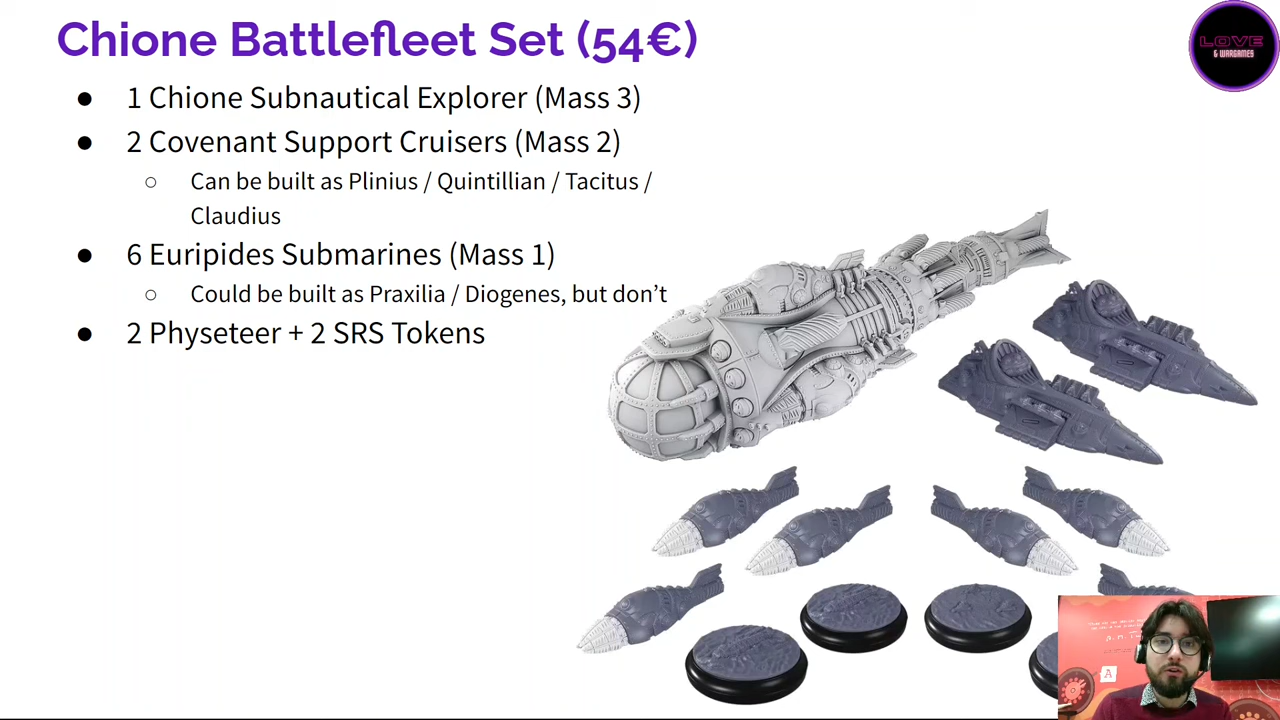 Chione Battlefleet Set (54€)
LOVE
& WARGAMES
● 1 Chione Subnautical Explorer (Mass 3)
● 2 Covenant Support Cruisers (Mass 2)
○ Can be built as Plinius / Quintillian / Tacitus /
Claudius
● 6 Euripides Submarines (Mass 1)
○ Could be built as Praxilia / Diogenes, but don't
● 2 Physeteer + 2 SRS Tokens
A